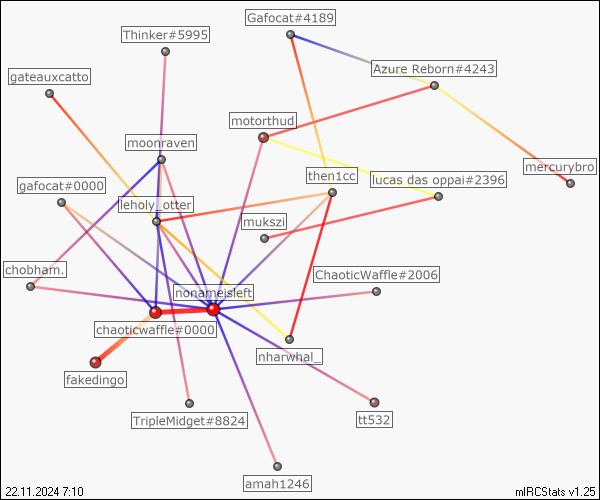 Gafocat#4189
Thinker#5995
Azure Reborn#4243
gateauxcatto
motorthud
moonraven
mercurybro
then1cc
lucas das oppai#2396
gafocat#0000
leholy_otter
mukszi
chobham.
ChaoticWaffle#2006
nonameisleft
chaoticwaffle#0000
nharwhal_
fakedingo
TripleMidget#8824
tt532
amah1246
22.11.2024 7:10
mIRCStats v1.25